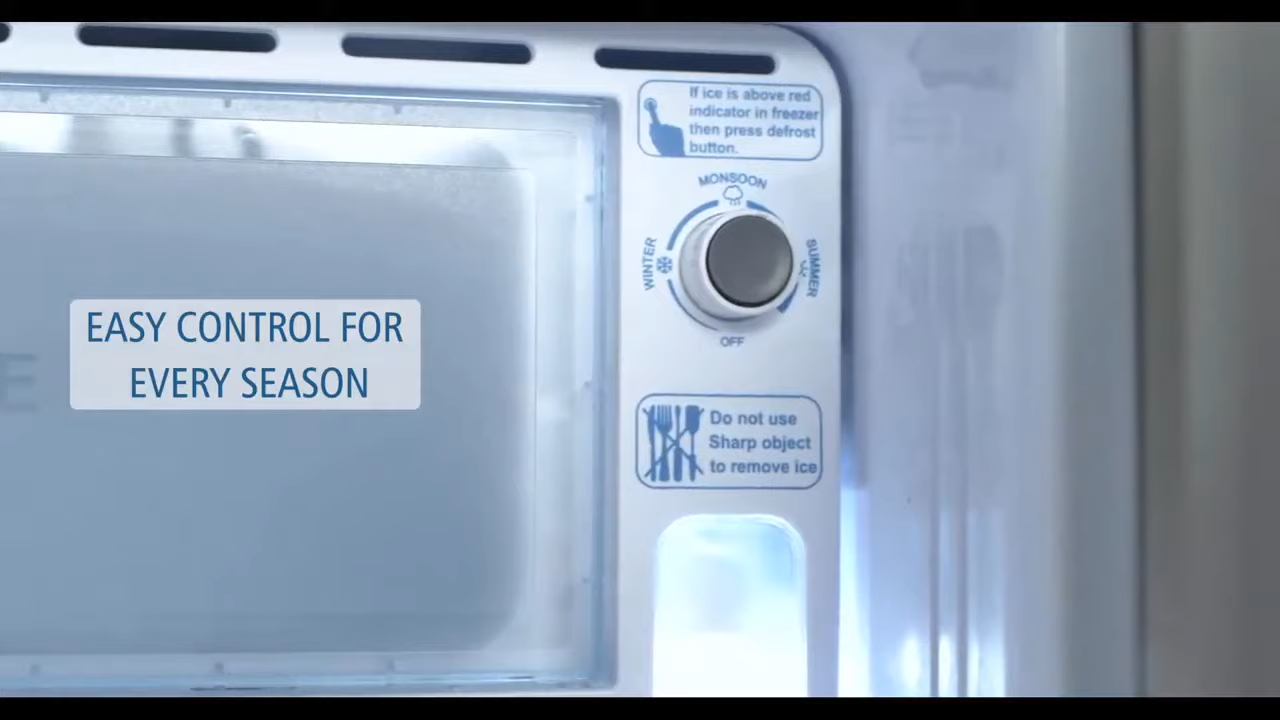 If ice is above red
indicator in freezer
then press defrost
button.
MONSOON
WINTER
SUMMER
OFF
EASY CONTROL FOR
EVERY SEASON
Do not use
Sharp object
to remove ice